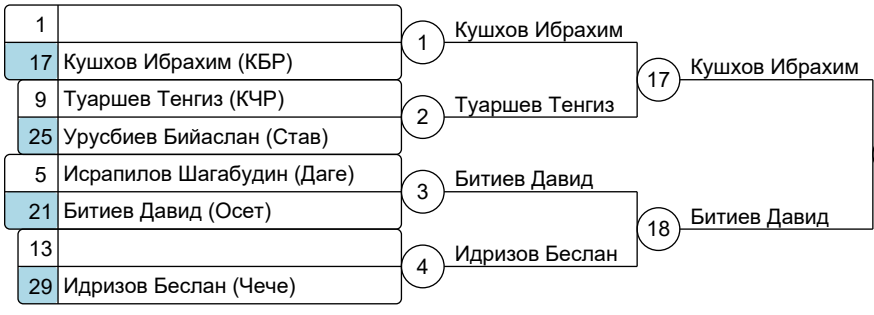 1
17 Кушхов Ибрахим (КБР)
9 Туаршев Тенгиз (КЧР)
25 Урусбиев Бийаслан (Став)
5 Исрапилов Шагабудин (Даге)
21 Битиев Давид (Осет)
13
29 Идризов Беслан (Чече)
1 Кушхов Ибрахим
2 Туаршев Тенгиз
3 Битиев Давид
4 Идризов Беслан
17 Кушхов Ибрахим
18 Битиев Давид